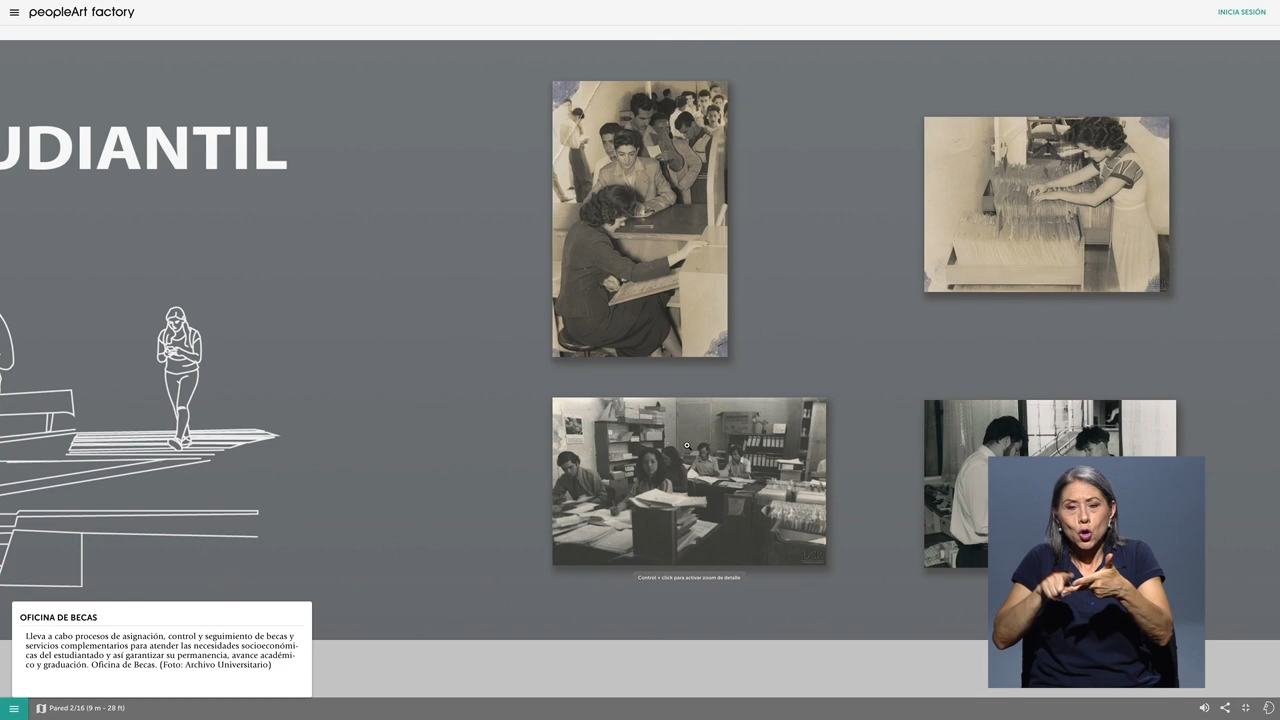 peopleArt factory
INICIA SESIÓN
UDIANTIL
Control + click para activar zoom de detalle
OFICINA DE BECAS
Lleva a cabo procesos de asignación, control y seguimiento de becas y
servicios complementarios para atender las necesidades socioeconómi-
cas del estudiantado y así garantizar su permanencia, avance académi-
co y graduación. Oficina de Becas. (Foto: Archivo Universitario)
Pared 2/16 (9 m - 28 ft)